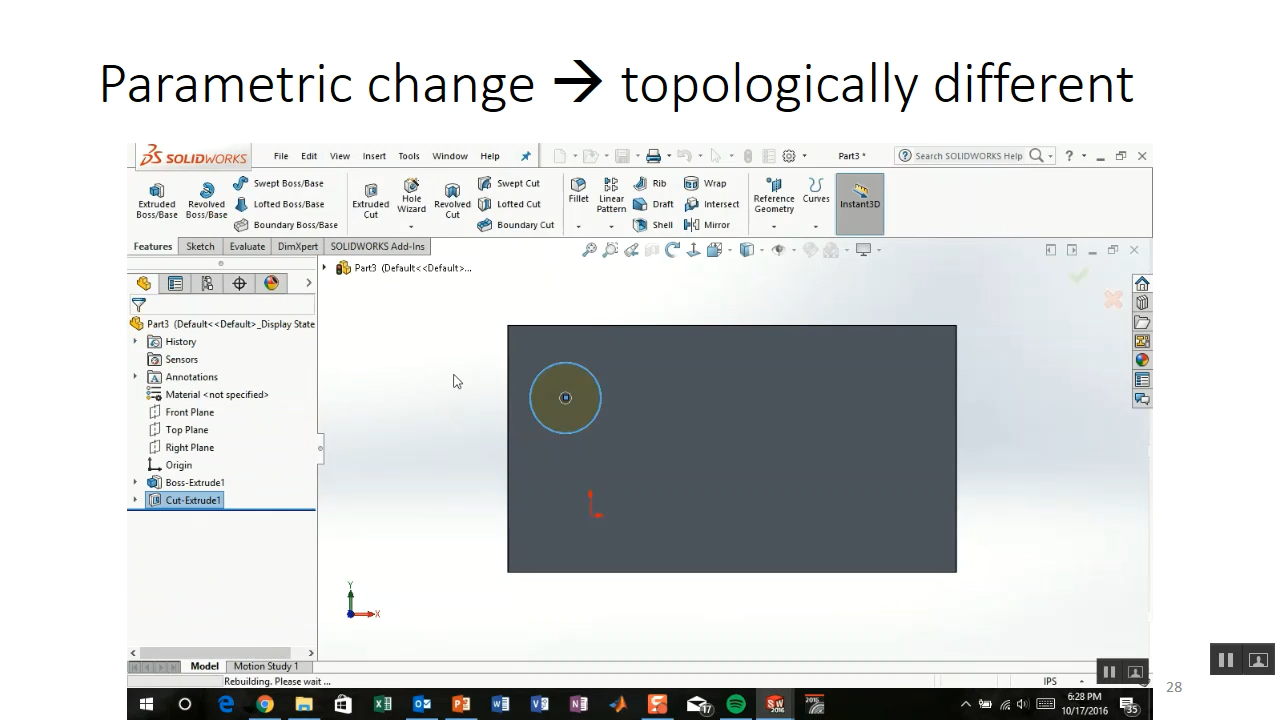 Parametric change → topologically different
SOLIDWORKS File Edit View Insert Tools Window Help Part3 * Search SOLIDWORKS Help ?
Extruded Boss/Base
Revolved Boss/Base
Swept Boss/Base
Lofted Boss/Base
Boundary Boss/Base
Extruded Cut
Hole Wizard
Revolved Cut
Swept Cut
Lofted Cut
Boundary Cut
Fillet
Linear Pattern
Rib
Draft
Shell
Wrap
Intersect
Mirror
Reference Geometry
Curves
Instant3D
Features Sketch Evaluate DimXpert SOLIDWORKS Add-Ins
Part3 (Default<<Default>...
Part3 (Default<<Default>_Display State
History
Sensors
Annotations
Material <not specified>
Front Plane
Top Plane
Right Plane
Origin
Boss-Extrude1
Cut-Extrude1
Y
X
Model Motion Study 1
Rebuilding. Please wait ...
IPS
28
6:28 PM
10/17/2016
17
35